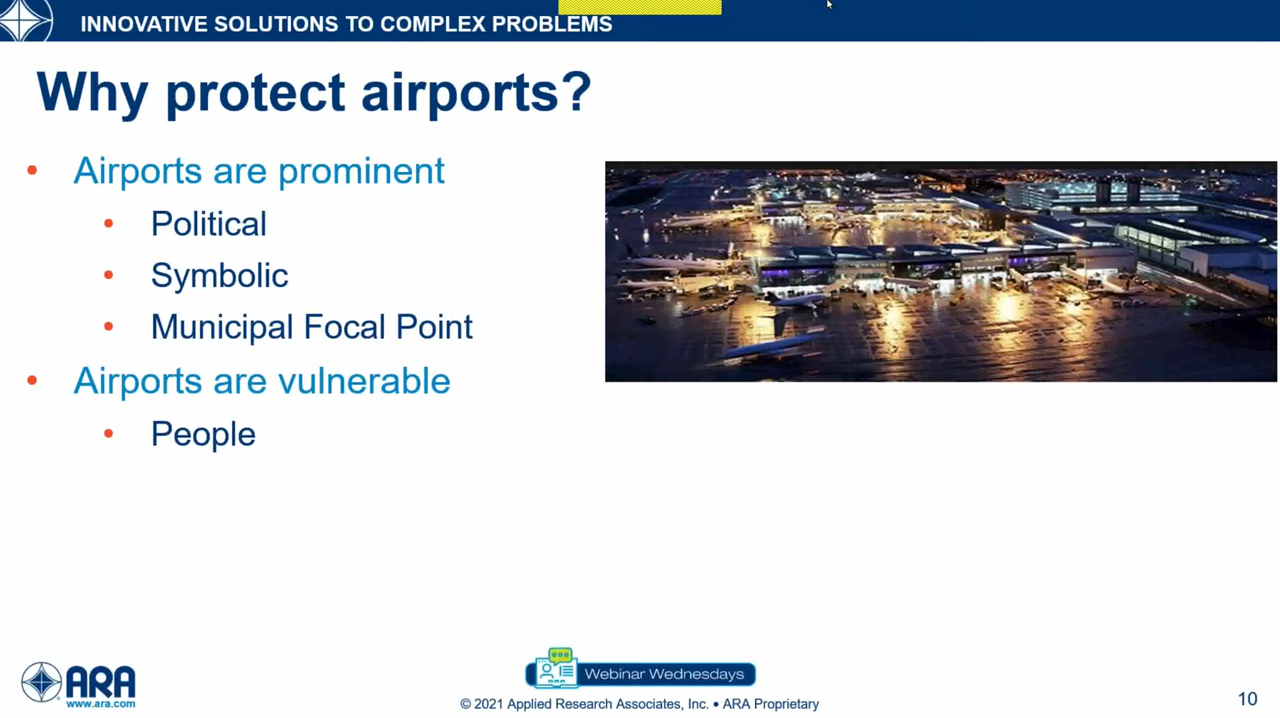 INNOVATIVE SOLUTIONS TO COMPLEX PROBLEMS
Why protect airports?
• Airports are prominent
• Political
• Symbolic
• Municipal Focal Point
• Airports are vulnerable
• People
ARA
www.ara.com
Webinar Wednesdays
© 2021 Applied Research Associates, Inc. • ARA Proprietary
10